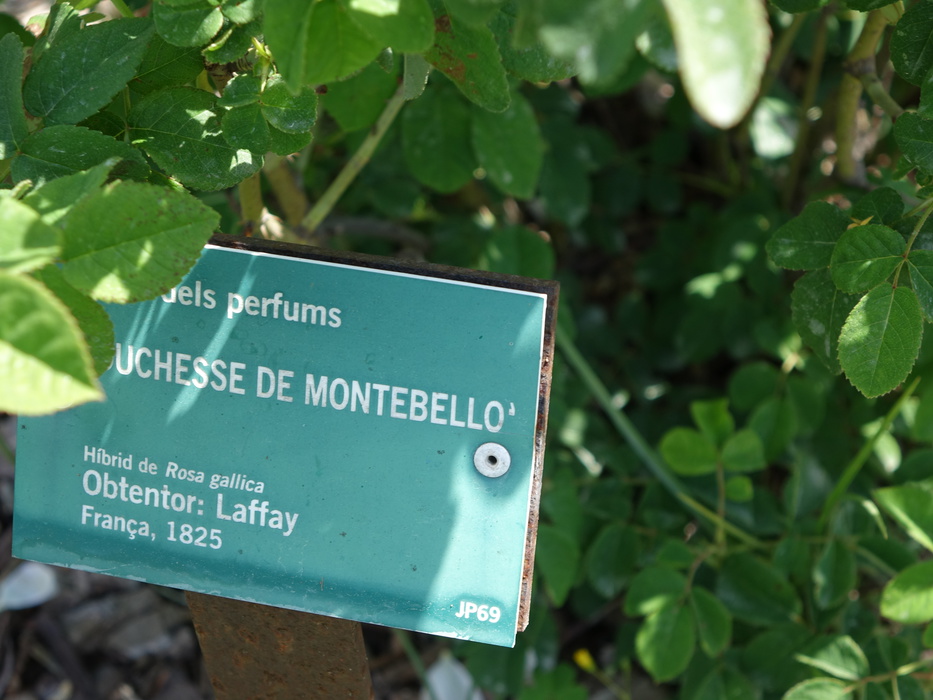 dels perfums
UCHESSE DE MONTEBELLO'
Híbrid de Rosa gallica
Obtentor: Laffay
França, 1825
JP69